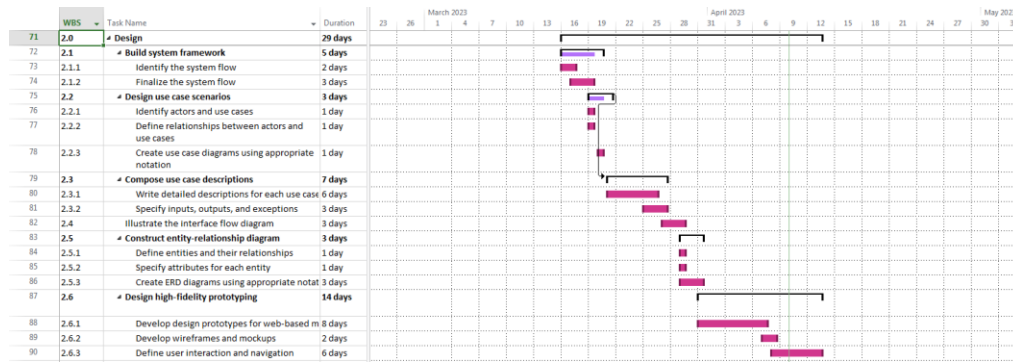 March 2023 April 2023 May 202
WBS Task Name Duration 23 26 1 4 7 10 13 16 19 22 25 28 31 3 6 9 12 15 18 21 24 27 30
71 2.0 Design 29 days
72 2.1 Build system framework 5 days
73 2.1.1 Identify the system flow 2 days
74 2.1.2 Finalize the system flow 3 days
75 2.2 Design use case scenarios 3 days
76 2.2.1 Identify actors and use cases 1 day
77 2.2.2 Define relationships between actors and 1 day
use cases
78 2.2.3 Create use case diagrams using appropriate 1 day
notation
79 2.3 Compose use case descriptions 7 days
80 2.3.1 Write detailed descriptions for each use case 6 days
81 2.3.2 Specify inputs, outputs, and exceptions 3 days
82 2.4 Illustrate the interface flow diagram 3 days
83 2.5 Construct entity-relationship diagram 3 days
84 2.5.1 Define entities and their relationships 1 day
85 2.5.2 Specify attributes for each entity 1 day
86 2.5.3 Create ERD diagrams using appropriate notat 3 days
87 2.6 Design high-fidelity prototyping 14 days
88 2.6.1 Develop design prototypes for web-based m 8 days
89 2.6.2 Develop wireframes and mockups 2 days
90 2.6.3 Define user interaction and navigation 6 days